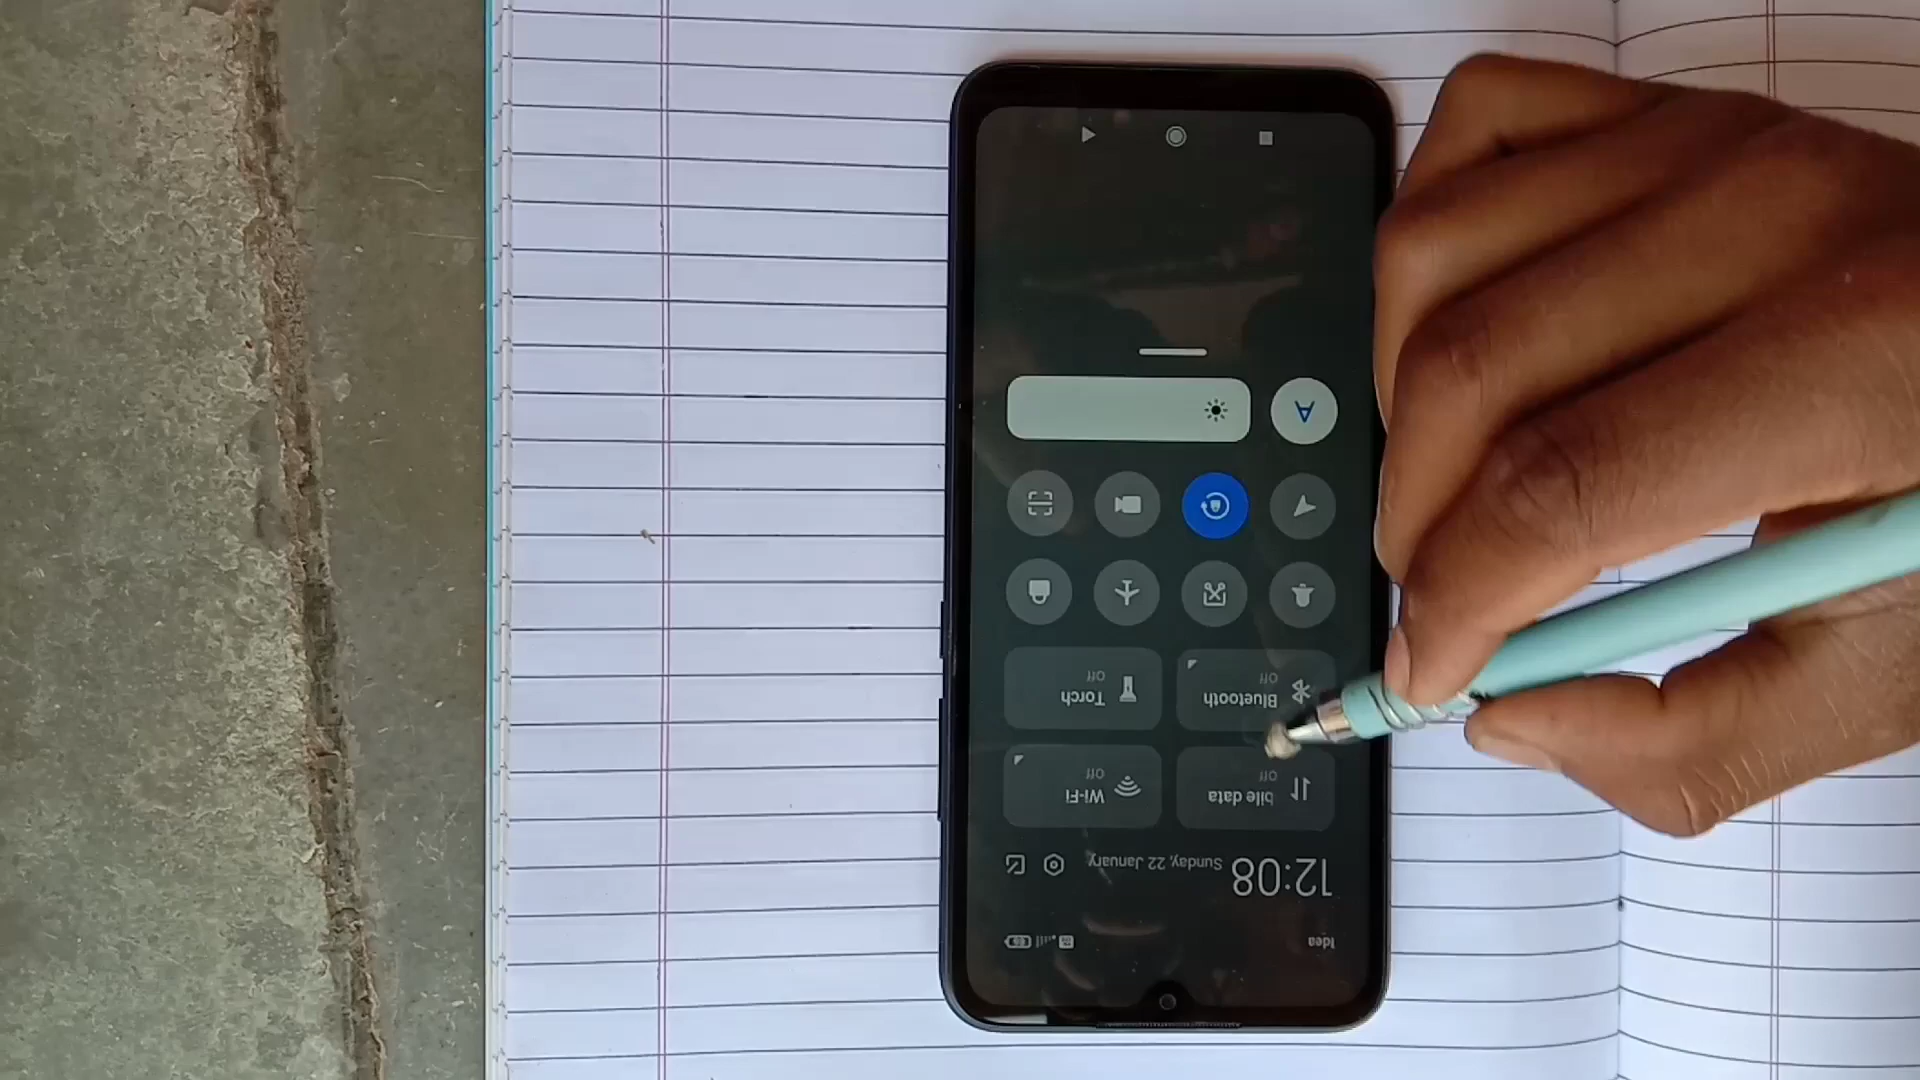 Idea
12:08 Sunday, 22 January
bile data
Off
Wi-Fi
Off
Bluetooth
Off
Torch
Off
A